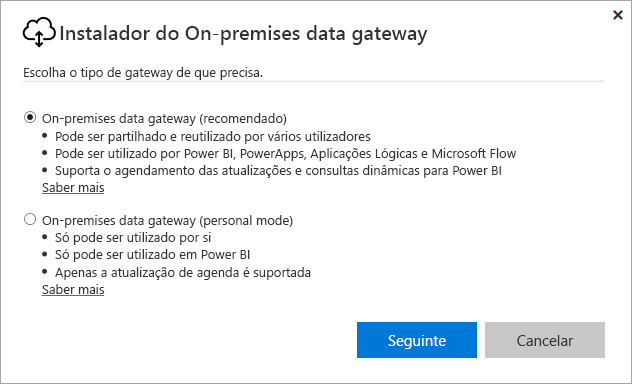 Instalador do On-premises data gateway
Escolha o tipo de gateway de que precisa.
On-premises data gateway (recomendado)
• Pode ser partilhado e reutilizado por vários utilizadores
• Pode ser utilizado por Power BI, PowerApps, Aplicações Lógicas e Microsoft Flow
• Suporta o agendamento das atualizações e consultas dinâmicas para Power BI
Saber mais
On-premises data gateway (personal mode)
• Só pode ser utilizado por si
• Só pode ser utilizado em Power BI
• Apenas a atualização de agenda é suportada
Saber mais
Seguinte
Cancelar